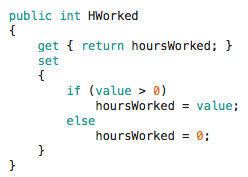 public int HWorked
{
    get { return hoursWorked; }
    set
    {
        if (value > 0)
            hoursWorked = value;
        else
            hoursWorked = 0;
    }
}